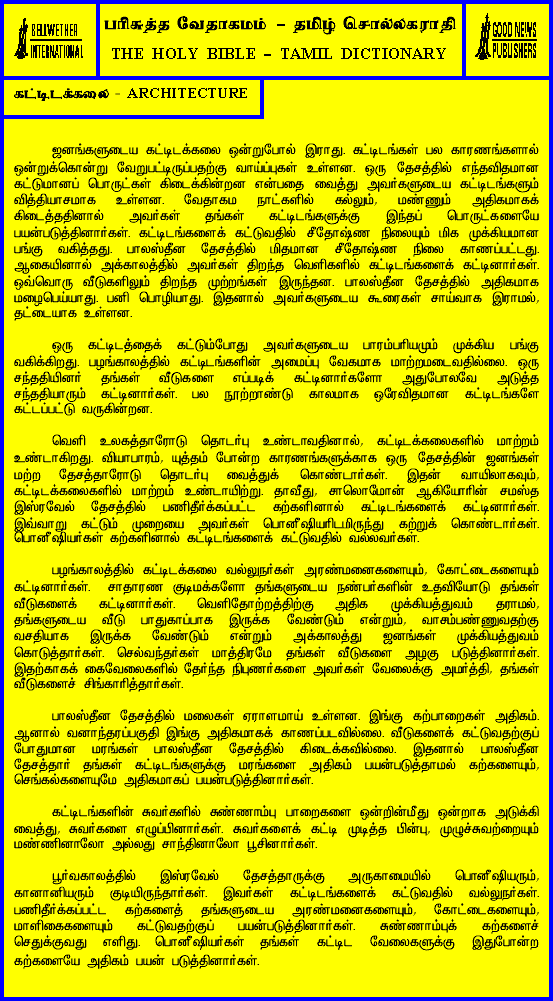 BELLWETHER
INTERNATIONAL
பரிசுத்த வேதாகமம் – தமிழ் சொல்லகராதி
THE HOLY BIBLE – TAMIL DICTIONARY
GOOD NEWS
PUBLISHERS
கட்டிடக்கலை - ARCHITECTURE
ஜனங்களுடைய கட்டிடக்கலை ஒன்றுபோல் இராது. கட்டிடங்கள் பல காரணங்களால்
ஒன்றுக்கொன்று வேறுபட்டிருப்பதற்கு வாய்ப்புகள் உள்ளன. ஒரு தேசத்தில் எந்தவிதமான
கட்டுமானப் பொருட்கள் கிடைக்கின்றன என்பதை வைத்து அவர்களுடைய கட்டிடங்களும்
வித்தியாசமாக உள்ளன. வேதாகம நாட்களில் கல்லும், மண்ணும் அதிகமாகக்
கிடைத்ததினால் அவர்கள் தங்கள் கட்டிடங்களுக்கு இந்தப் பொருட்களையே
பயன்படுத்தினார்கள். கட்டிடங்களைக் கட்டுவதில் சீதோஷ்ண நிலையும் மிக முக்கியமான
பங்கு வகித்தது. பாலஸ்தீன தேசத்தில் மிதமான சீதோஷ்ண நிலை காணப்பட்டது.
ஆகையினால் அக்காலத்தில் அவர்கள் திறந்த வெளிகளில் கட்டிடங்களைக் கட்டினார்கள்.
ஒவ்வொரு வீடுகளிலும் திறந்த முற்றங்கள் இருந்தன. பாலஸ்தீன தேசத்தில் அதிகமாக
மழைபெய்யாது. பனி பொழியாது. இதனால் அவர்களுடைய கூரைகள் சாய்வாக இராமல்,
தட்டையாக உள்ளன.
ஒரு கட்டிடத்தைக் கட்டும்போது அவர்களுடைய பாரம்பரியமும் முக்கிய பங்கு
வகிக்கிறது. பழங்காலத்தில் கட்டிடங்களின் அமைப்பு வேகமாக மாற்றமடைவதில்லை. ஒரு
சந்ததியினர் தங்கள் வீடுகளை எப்படிக் கட்டினார்களோ அதுபோலவே அடுத்த
சந்ததியாரும் கட்டினார்கள். பல நூற்றாண்டு காலமாக ஒரேவிதமான கட்டிடங்களே
கட்டப்பட்டு வருகின்றன.
வெளி உலகத்தாரோடு தொடர்பு உண்டாவதினால், கட்டிடக்கலைகளில் மாற்றம்
உண்டாகிறது. வியாபாரம், யுத்தம் போன்ற காரணங்களுக்காக ஒரு தேசத்தின் ஜனங்கள்
மற்ற தேசத்தாரோடு தொடர்பு வைத்துக் கொண்டார்கள். இதன் வாயிலாகவும்,
கட்டிடக்கலைகளில் மாற்றம் உண்டாயிற்று. தாவீது, சாலொமோன் ஆகியோரின் சமஸ்த
இஸ்ரவேல் தேசத்தில் பணிதீர்க்கப்பட்ட கற்களினால் கட்டிடங்களைக் கட்டினார்கள்.
இவ்வாறு கட்டும் முறையை அவர்கள் பொனீஷியரிடமிருந்து கற்றுக் கொண்டார்கள்.
பொனீஷியர்கள் கற்களினால் கட்டிடங்களைக் கட்டுவதில் வல்லவர்கள்.
பழங்காலத்தில் கட்டிடக்கலை வல்லுநர்கள் அரண்மனைகளையும், கோட்டைகளையும்
கட்டினார்கள். சாதாரண குடிமக்களோ தங்களுடைய நண்பர்களின் உதவியோடு தங்கள்
வீடுகளைக் கட்டினார்கள். வெளிதோற்றத்திற்கு அதிக முக்கியத்துவம் தராமல்,
தங்களுடைய வீடு பாதுகாப்பாக இருக்க வேண்டும் என்றும், வாசம்பண்ணுவதற்கு
வசதியாக இருக்க வேண்டும் என்றும் அக்காலத்து ஜனங்கள் முக்கியத்துவம்
கொடுத்தார்கள். செல்வந்தர்கள் மாத்திரமே தங்கள் வீடுகளை அழகு படுத்தினார்கள்.
இதற்காகக் கைவேலைகளில் தேர்ந்த நிபுணர்களை அவர்கள் வேலைக்கு அமர்த்தி, தங்கள்
வீடுகளைச் சிங்காரித்தார்கள்.
பாலஸ்தீன தேசத்தில் மலைகள் ஏராளமாய் உள்ளன. இங்கு கற்பாறைகள் அதிகம்.
ஆனால் வனாந்தரப்பகுதி இங்கு அதிகமாகக் காணப்படவில்லை. வீடுகளைக் கட்டுவதற்குப்
போதுமான மரங்கள் பாலஸ்தீன தேசத்தில் கிடைக்கவில்லை. இதனால் பாலஸ்தீன
தேசத்தார் தங்கள் கட்டிடங்களுக்கு மரங்களை அதிகம் பயன்படுத்தாமல் கற்களையும்,
செங்கல்களையுமே அதிகமாகப் பயன்படுத்தினார்கள்.
கட்டிடங்களின் சுவர்களில் சுண்ணாம்பு பாறைகளை ஒன்றின்மீது ஒன்றாக அடுக்கி
வைத்து, சுவர்களை எழுப்பினார்கள். சுவர்களைக் கட்டி முடித்த பின்பு, முழுச்சுவற்றையும்
மண்ணினாலோ அல்லது சாந்தினாலோ பூசினார்கள்.
பூர்வகாலத்தில் இஸ்ரவேல் தேசத்தாருக்கு அருகாமையில் பொனீஷியரும்,
கானானியரும் குடியிருந்தார்கள். இவர்கள் கட்டிடங்களைக் கட்டுவதில் வல்லுநர்கள்.
பணிதீர்க்கப்பட்ட கற்களைத் தங்களுடைய அரண்மனைகளையும், கோட்டைகளையும்,
மாளிகைகளையும் கட்டுவதற்குப் பயன்படுத்தினார்கள். சுண்ணாம்புக் கற்களைச்
செதுக்குவது எளிது. பொனீஷியர்கள் தங்கள் கட்டிட வேலைகளுக்கு இதுபோன்ற
கற்களையே அதிகம் பயன் படுத்தினார்கள்.